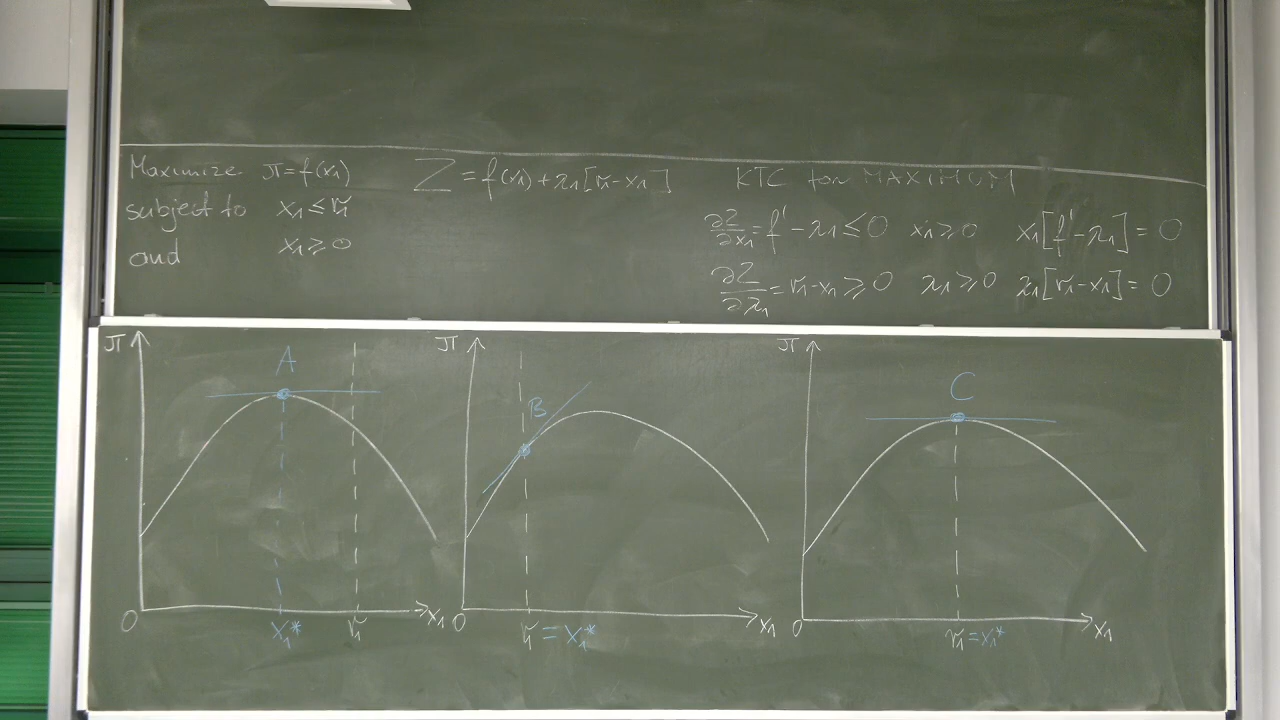 Maximize π=f(x₁)
subject to x₁≤r₁
and x₁≥0
Z=f(x₁)+λ₁[r₁-x₁]
KTC for MAXIMUM
∂Z/∂x₁=f'-λ₁≤0 x₁≥0 x₁[f'-λ₁]=0
∂Z/∂λ₁=r₁-x₁≥0 λ₁≥0 λ₁[r₁-x₁]=0
π A
0 x₁* r₁ x₁
π B
0 r₁=x₁* x₁
π C
0 r₁=x₁* x₁